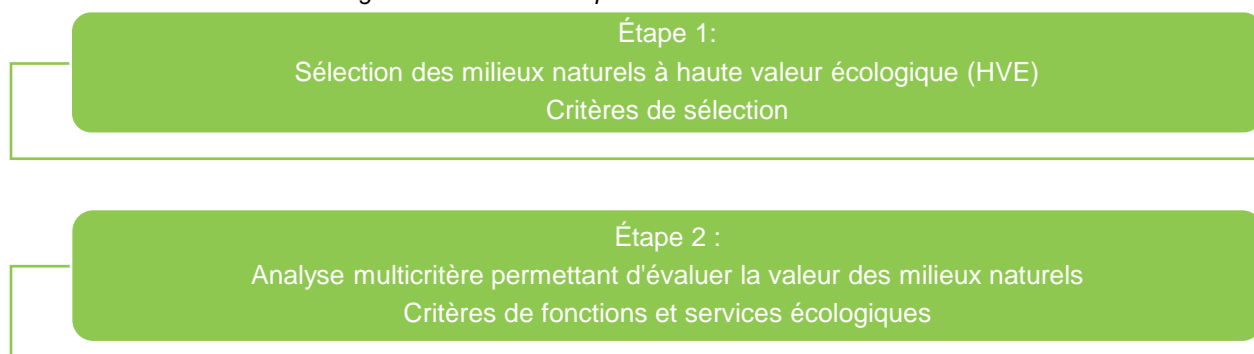 Étape 1:
Sélection des milieux naturels à haute valeur écologique (HVE)
Critères de sélection
Étape 2 :
Analyse multicritère permettant d'évaluer la valeur des milieux naturels
Critères de fonctions et services écologiques